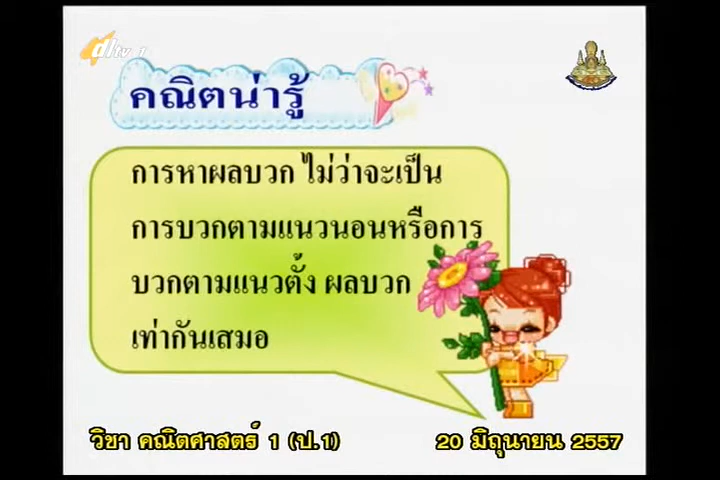 dltv 1
คณิตน่ารู้
การหาผลบวก ไม่ว่าจะเป็น
การบวกตามแนวนอนหรือการ
บวกตามแนวตั้ง ผลบวก
เท่ากันเสมอ
วิชา คณิตศาสตร์ 1 (ป.1) 20 มิถุนายน 2557